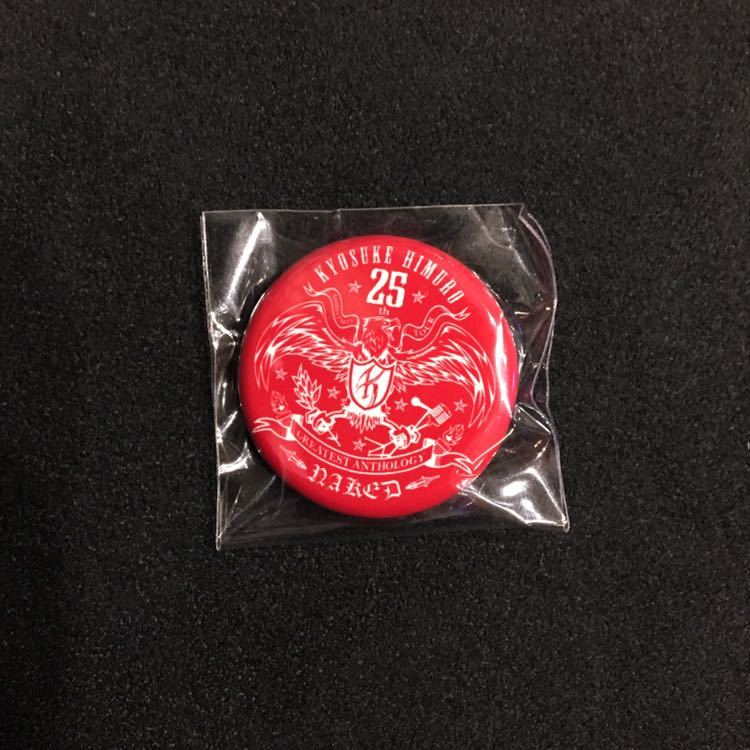 KYOSUKE HIMURO
25
th
GREATEST ANTHOLOGY
NAKED